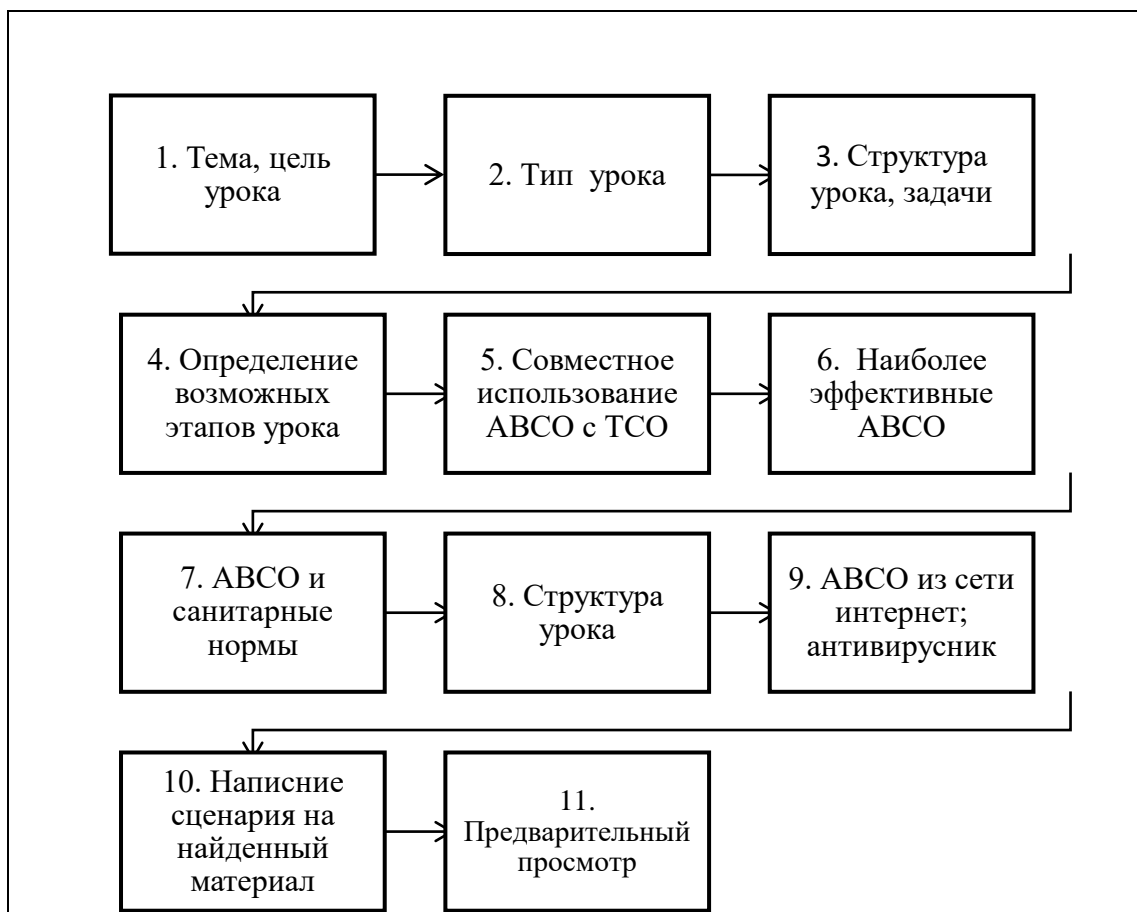 1. Тема, цель
урока
2. Тип урока
3. Структура
урока, задачи
4. Определение
возможных
этапов урока
5. Совместное
использование
АВСО с ТСО
6. Наиболее
эффективные
АВСО
7. АВСО и
санитарные
нормы
8. Структура
урока
9. АВСО из сети
интернет;
антивирусник
10. Написние
сценария на
найденный
материал
11.
Предварительный
просмотр